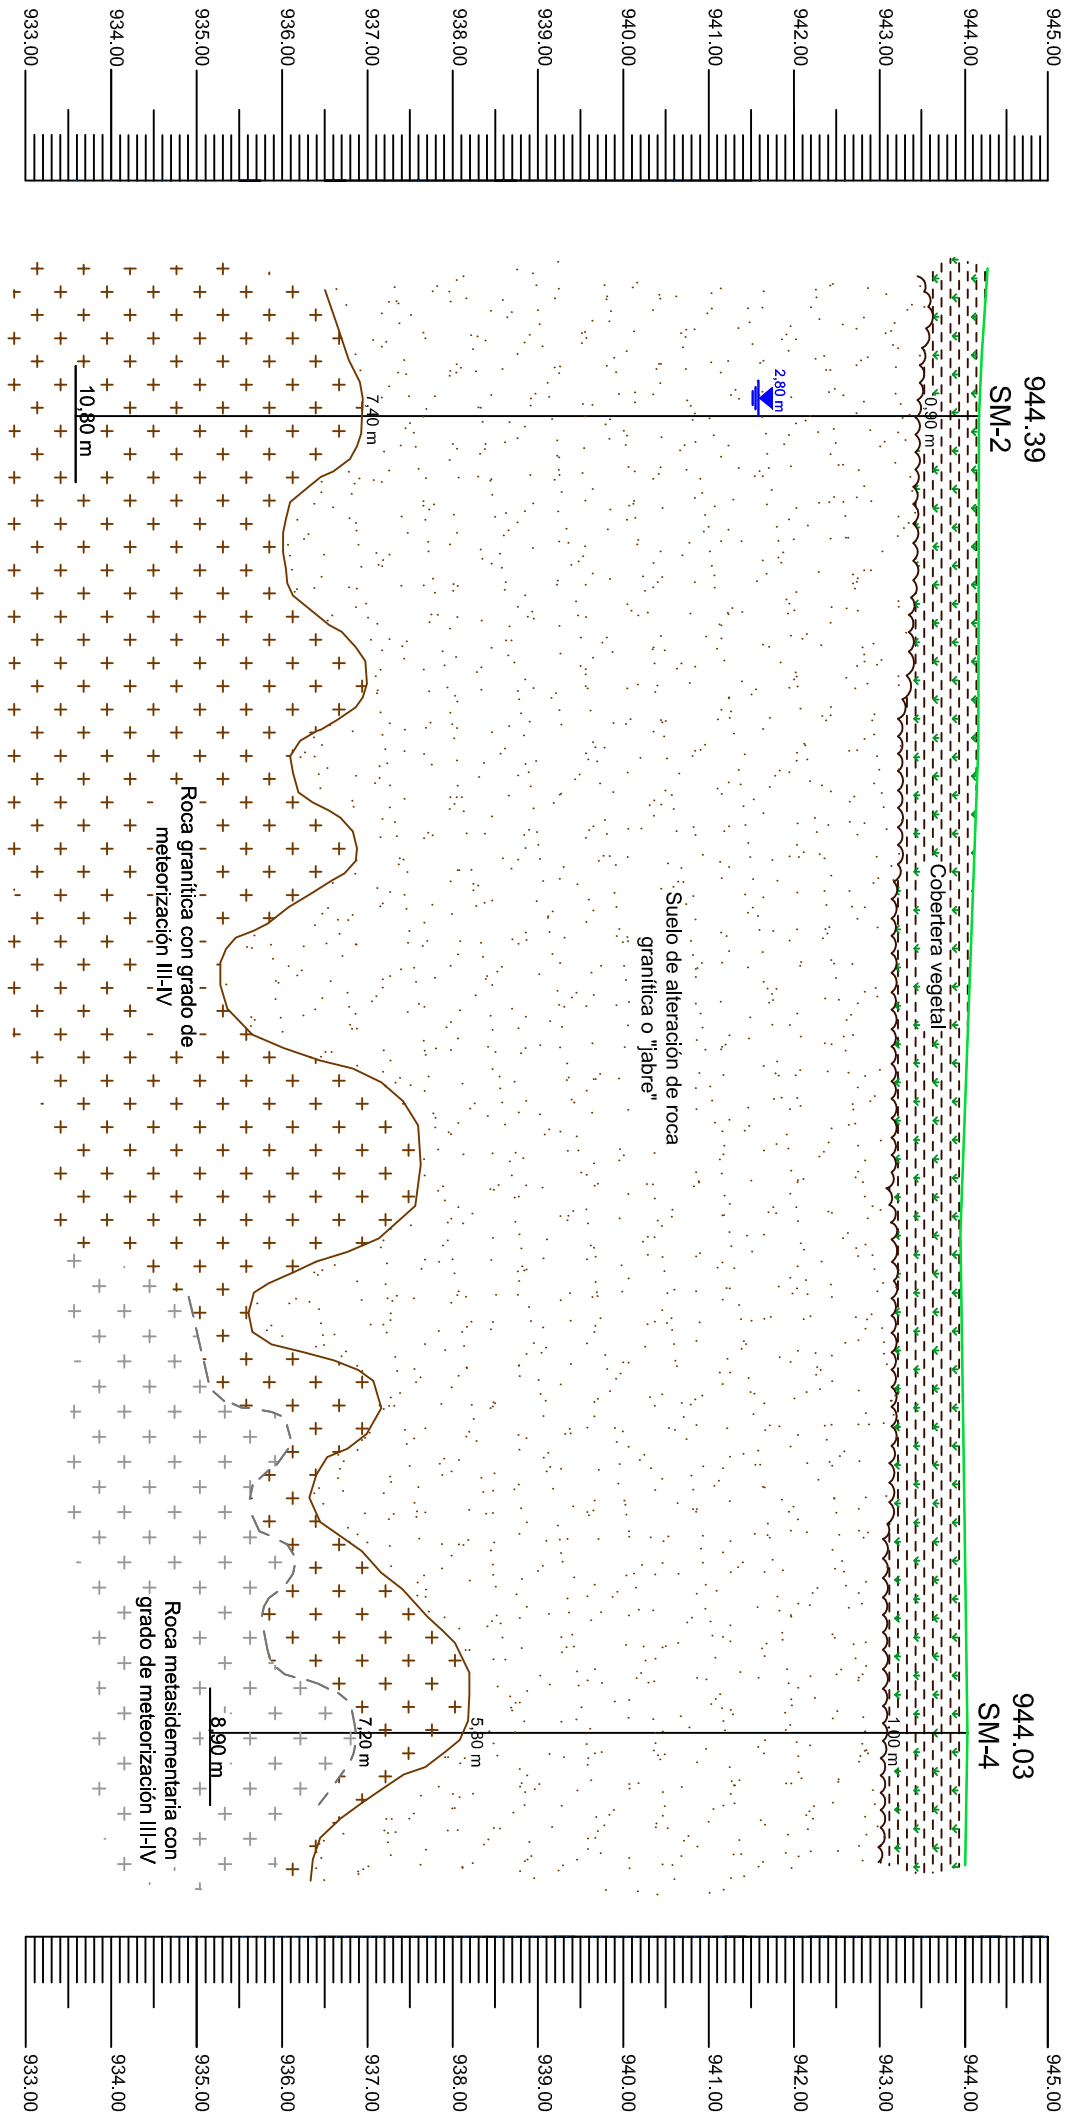 945.00
944.00
943.00
942.00
941.00
940.00
939.00
938.00
937.00
936.00
935.00
934.00
933.00
944.39
SM-2
0,90 m
2,80 m
7,40 m
10,80 m
Cobertera vegetal
Suelo de alteración de roca
granítica o "jabre"
Roca granítica con grado de
meteorización III-IV
944.03
SM-4
1,00 m
5,80 m
7,20 m
8,90 m
Roca metasidementaria con
grado de meteorización III-IV
945.00
944.00
943.00
942.00
941.00
940.00
939.00
938.00
937.00
936.00
935.00
934.00
933.00